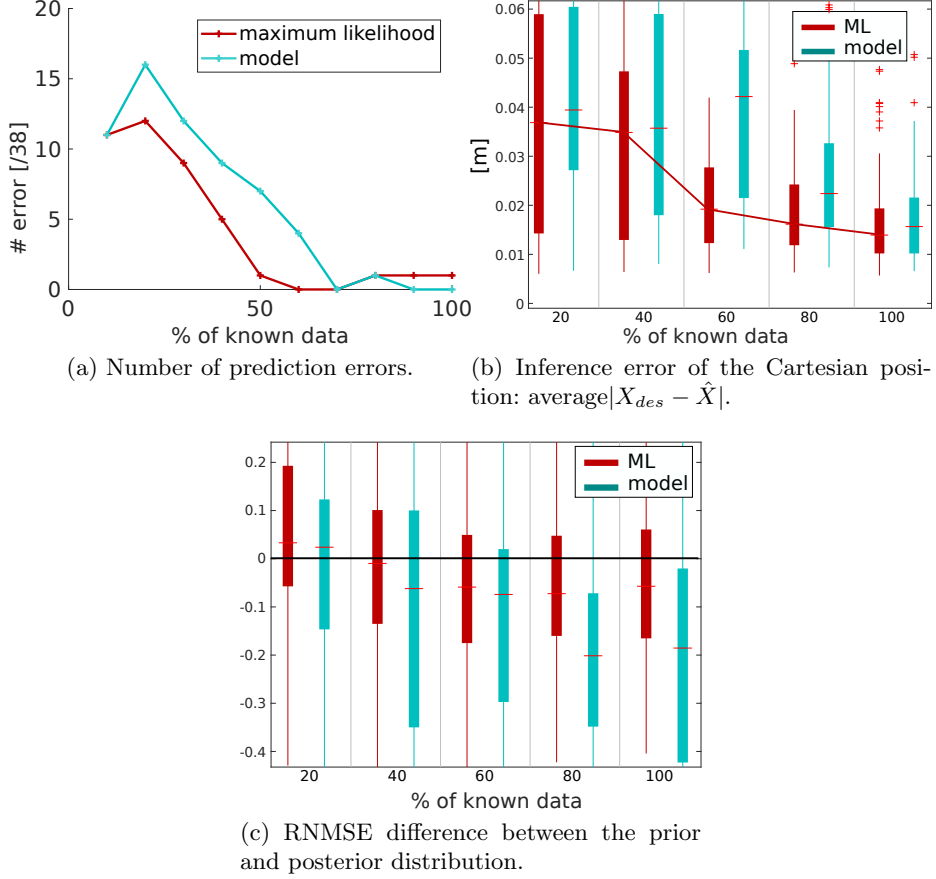 20
15
10
5
0
# error [/38]
maximum likelihood
model
0 50 100
% of known data
(a) Number of prediction errors.
0.06
0.05
0.04
0.03
0.02
0.01
0
[m]
ML
model
20 40 60 80 100
% of known data
(b) Inference error of the Cartesian posi-
tion: average|X_des − X̂|.
0.2
0.1
0
-0.1
-0.2
-0.3
-0.4
ML
model
20 40 60 80 100
% of known data
(c) RNMSE difference between the prior
and posterior distribution.